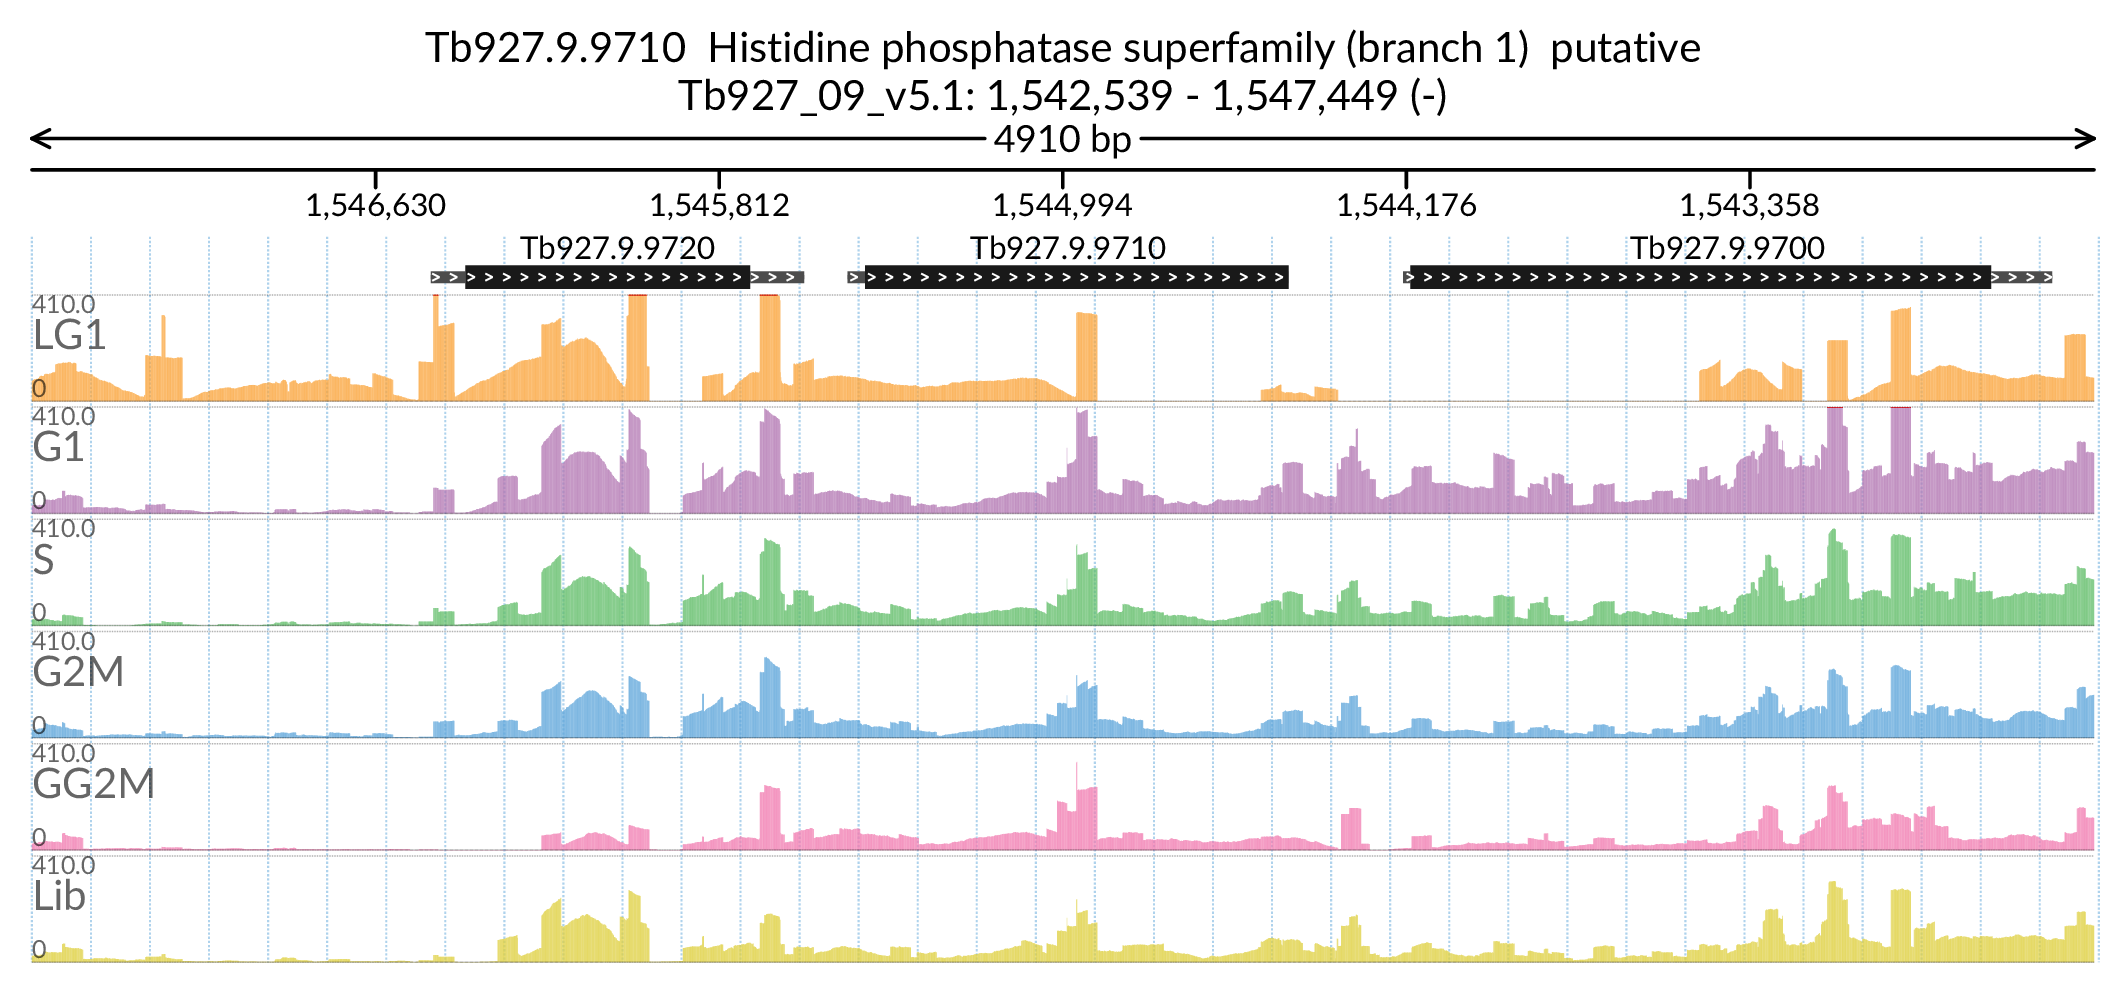 Tb927.9.9710  Histidine phosphatase superfamily (branch 1)  putative
Tb927_09_v5.1: 1,542,539 - 1,547,449 (-)
4910 bp
1,546,630 1,545,812 1,544,994 1,544,176 1,543,358
Tb927.9.9720 Tb927.9.9710 Tb927.9.9700
410.0
LG1
0
410.0
G1
0
410.0
S
0
410.0
G2M
0
410.0
GG2M
0
410.0
Lib
0